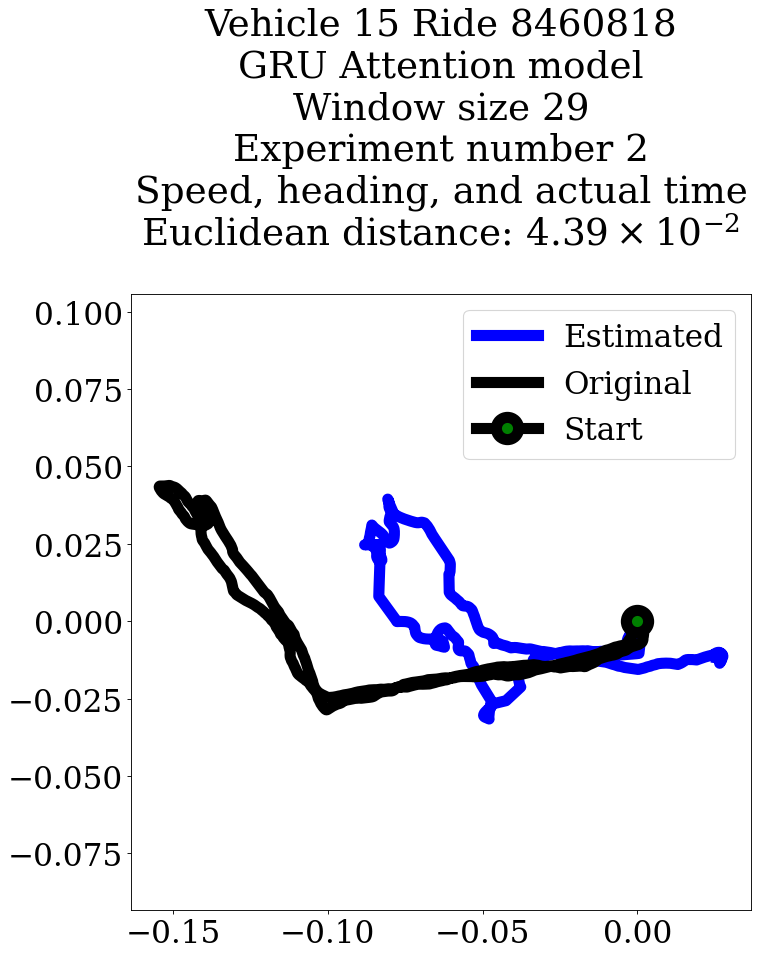 Vehicle 15 Ride 8460818
GRU Attention model
Window size 29
Experiment number 2
Speed, heading, and actual time
Euclidean distance: 4.39 × 10⁻²
0.100
0.075
0.050
0.025
0.000
−0.025
−0.050
−0.075
Estimated
Original
Start
−0.15
−0.10
−0.05
0.00